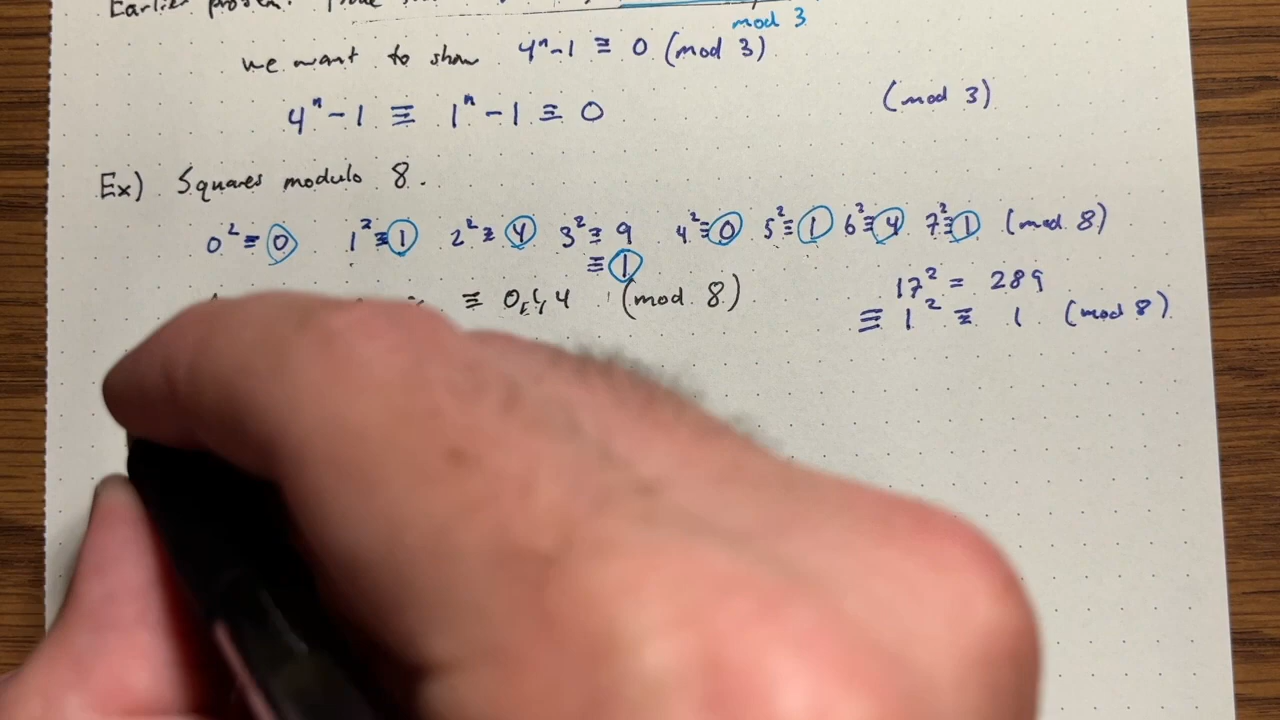 Earlier problem:
mod 3
we want to show 4ⁿ-1 ≡ 0 (mod 3)
4ⁿ - 1 ≡ 1ⁿ - 1 ≡ 0 (mod 3)
Ex) Squares modulo 8.
0² ≡ 0 1² ≡ 1 2² ≡ 4 3² ≡ 9 4² ≡ 0 5² ≡ 1 6² ≡ 4 7² ≡ 1 (mod 8)
≡ 1
≡ 0, 1, 4 (mod 8)
17² = 289
≡ 1² ≡ 1 (mod 8)